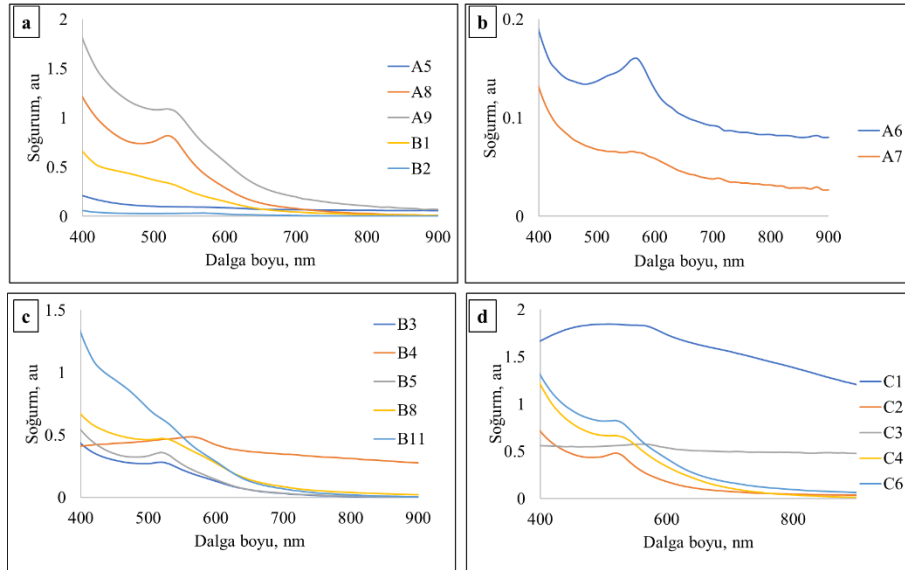 a
Soğurum, au
2
1.5
1
0.5
0
400 500 600 700 800 900
Dalga boyu, nm
A5
A8
A9
B1
B2
b
Soğurum, au
0.2
0.1
0
400 500 600 700 800 900
Dalga boyu, nm
A6
A7
c
Soğurm, au
1.5
1
0.5
0
400 500 600 700 800 900
Dalga boyu, nm
B3
B4
B5
B8
B11
d
Soğurum, au
2
1.5
1
0.5
0
400 600 800
Dalga boyu, nm
C1
C2
C3
C4
C6